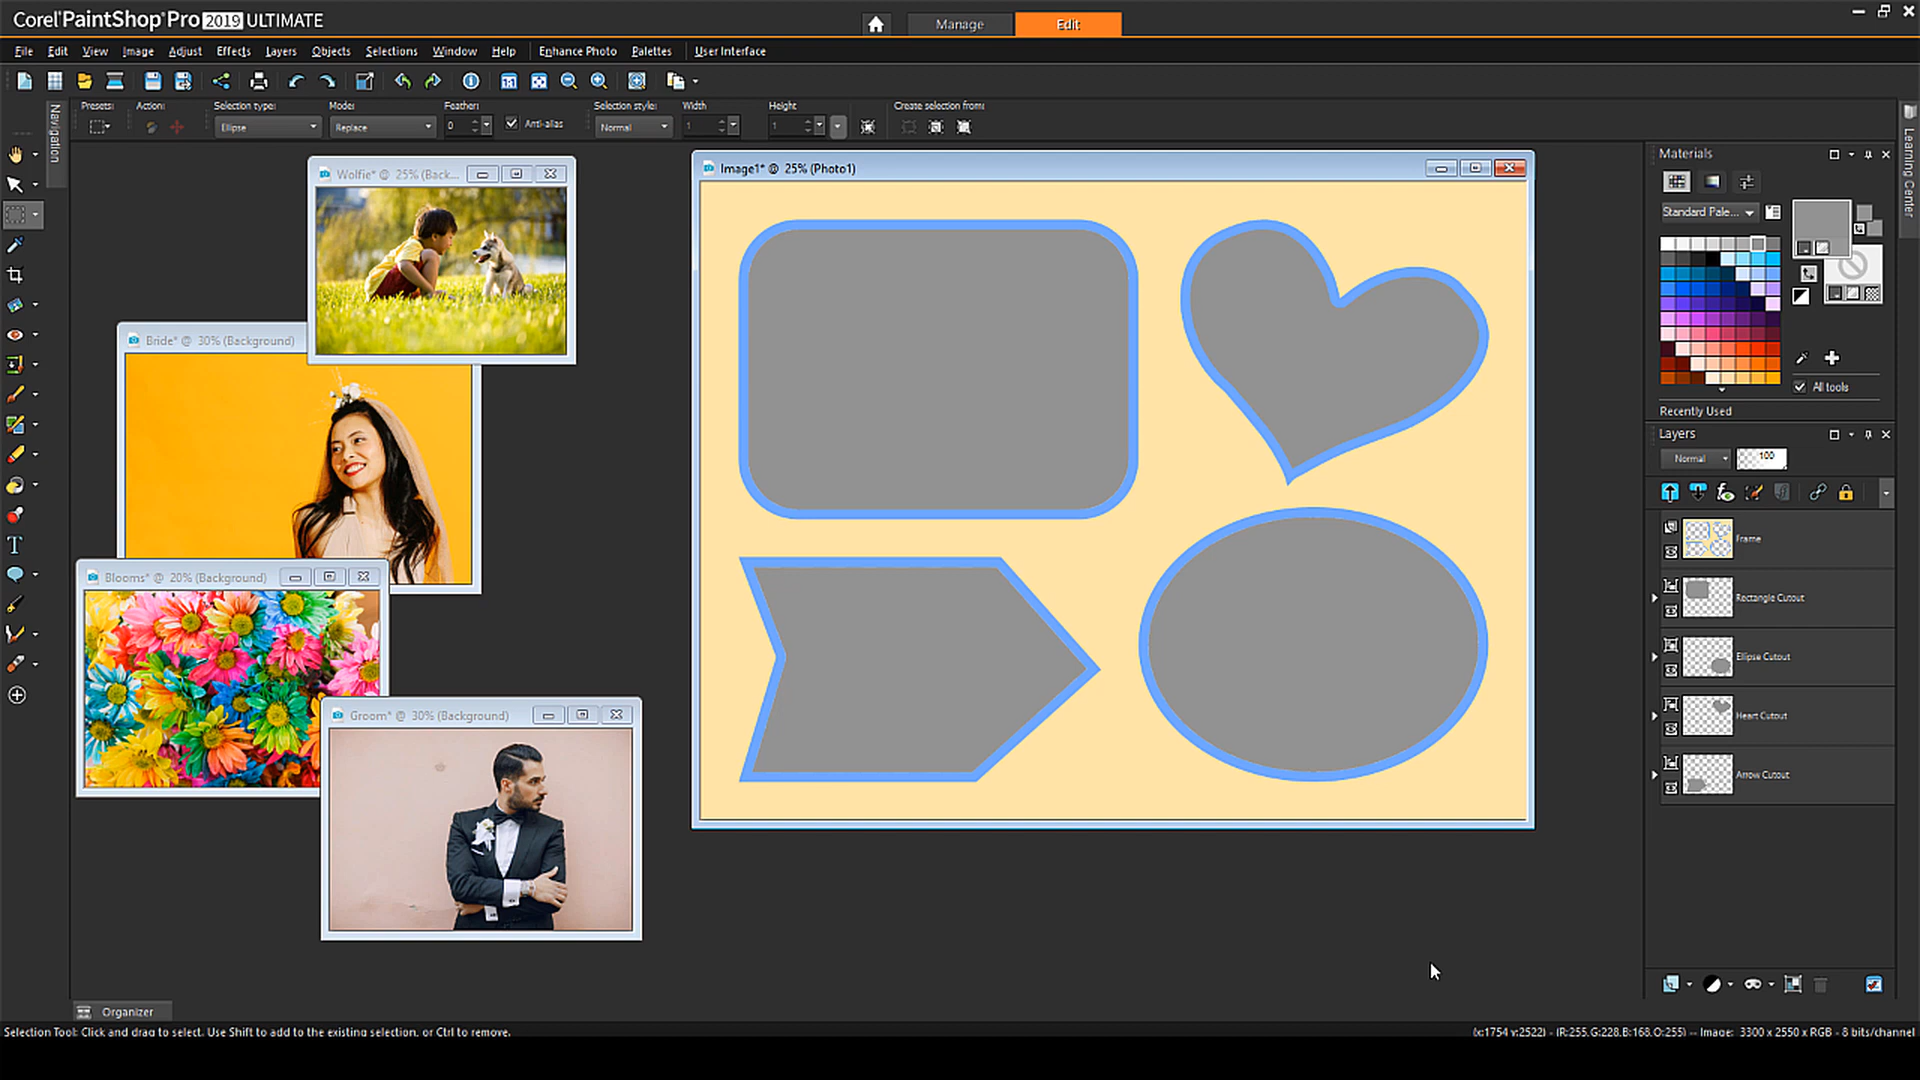 Corel PaintShop Pro 2019 ULTIMATE
Manage
Edit
File Edit View Image Adjust Effects Layers Objects Selections Window Help Enhance Photo Palettes User Interface
Presets:
Action:
Selection type:
Mode:
Feather:
Selection style:
Width
Height
Create selection from:
Ellipse
Replace
0
Anti-alias
Normal
1
1
Navigation
Learning Center
Wolfie* @ 25% (Back...
Bride* @ 30% (Background)
Blooms* @ 20% (Background)
Groom* @ 30% (Background)
Image1* @ 25% (Photo1)
Materials
Standard Pale...
All tools
Recently Used
Layers
Normal
100
Frame
Rectangle Cutout
Ellipse Cutout
Heart Cutout
Arrow Cutout
Organizer
Selection Tool: Click and drag to select. Use Shift to add to the existing selection, or Ctrl to remove.
(x:1754 y:2522) - (R:255,G:228,B:168,O:255) -- Image: 3300 x 2550 x RGB - 8 bits/channel